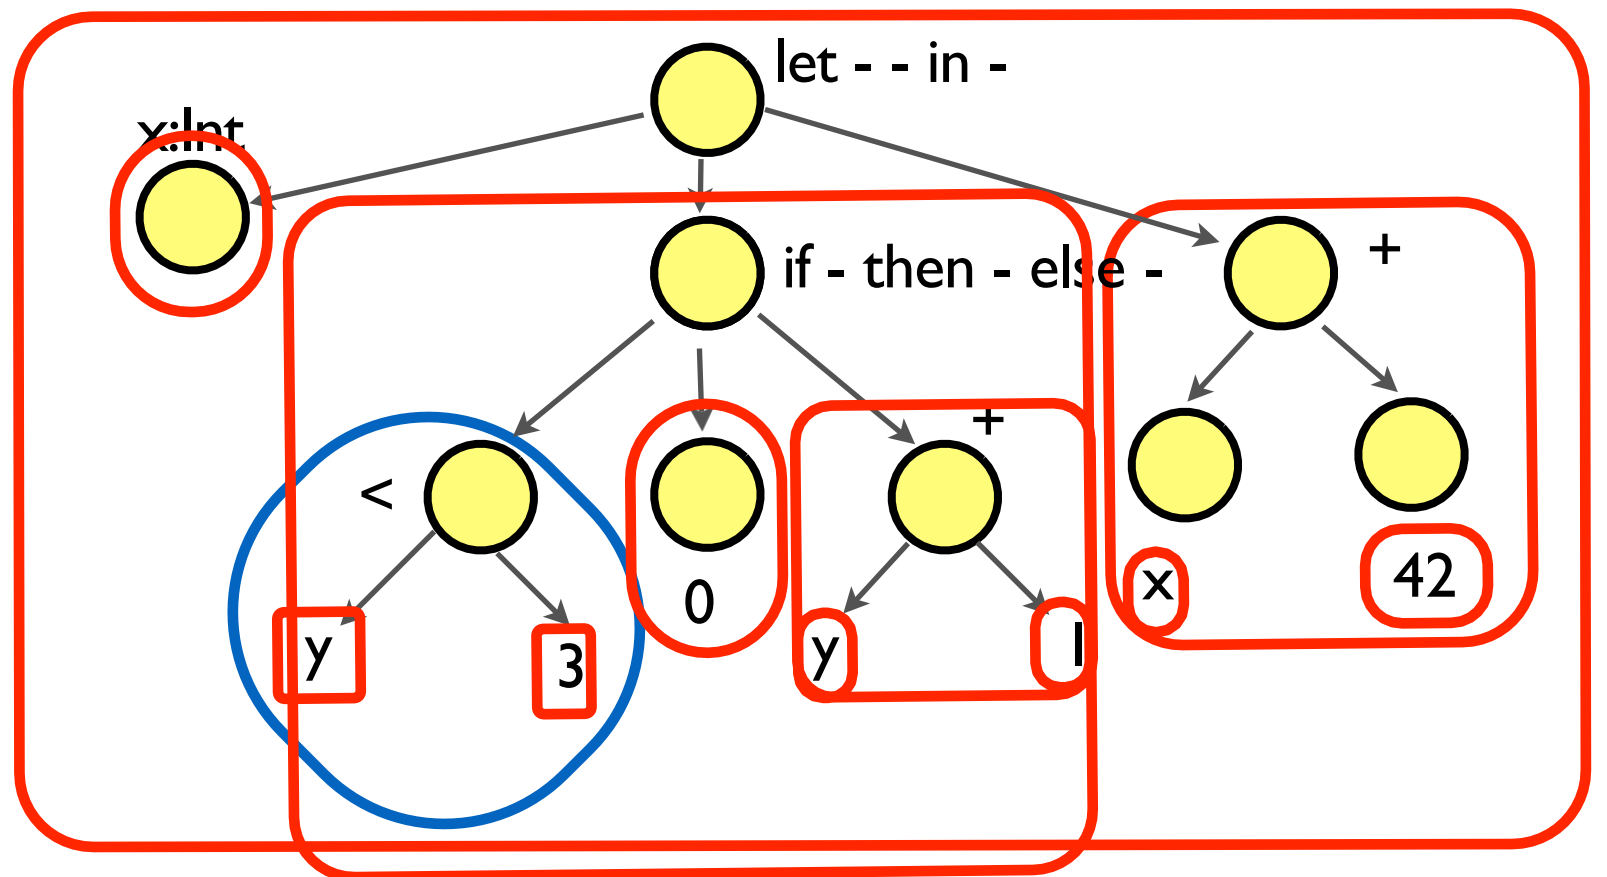 let - - in -
x:Int
if - then - else -
+
+
<
0
y
3
y
1
x
42